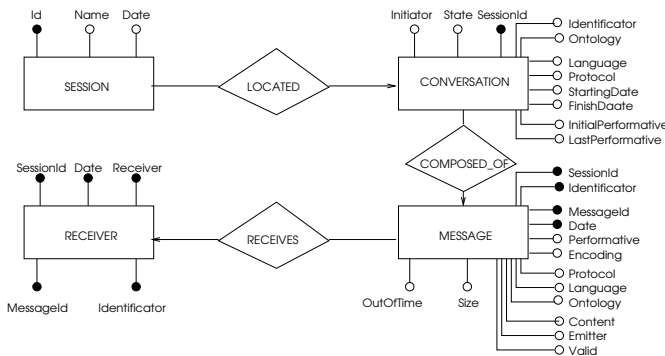 Id Name Date
SESSION
LOCATED
Initiator State SessionId
CONVERSATION
Identificator
Ontology
Language
Protocol
StartingDate
FinishDaate
InitialPerformative
LastPerformative
COMPOSED_OF
SessionId Date Receiver
RECEIVER
MessageId Identificator
RECEIVES
MESSAGE
OutOfTime Size
SessionId
Identificator
MessageId
Date
Performative
Encoding
Protocol
Language
Ontology
Content
Emitter
Valid